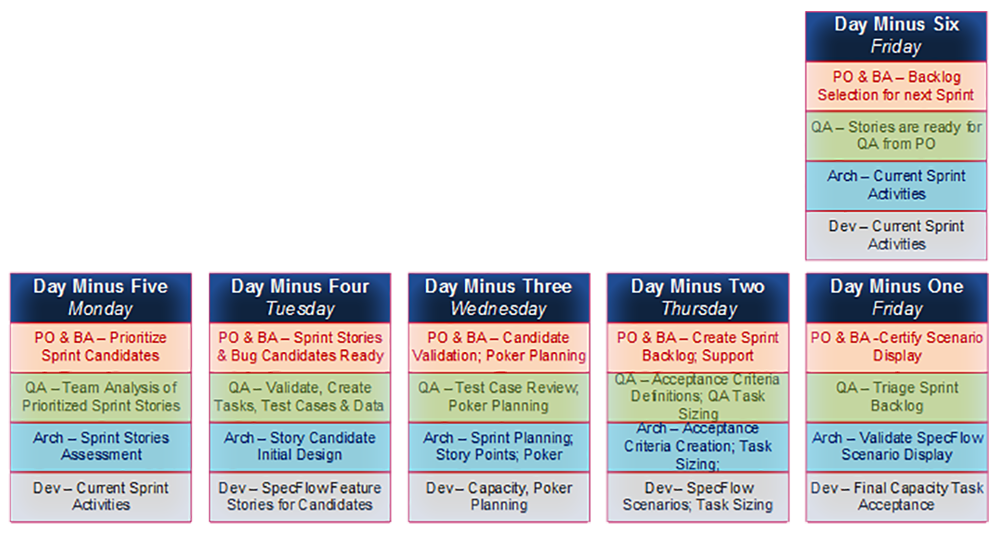 Day Minus Six
Friday
PO & BA – Backlog
Selection for next Sprint
QA – Stories are ready for
QA from PO
Arch – Current Sprint
Activities
Dev – Current Sprint
Activities
Day Minus Five
Monday
PO & BA – Prioritize
Sprint Candidates
QA – Team Analysis of
Prioritized Sprint Stories
Arch – Sprint Stories
Assessment
Dev – Current Sprint
Activities
Day Minus Four
Tuesday
PO & BA – Sprint Stories
& Bug Candidates Ready
QA – Validate, Create
Tasks, Test Cases & Data
Arch – Story Candidate
Initial Design
Dev – SpecFlow Feature
Stories for Candidates
Day Minus Three
Wednesday
PO & BA – Candidate
Validation; Poker Planning
QA – Test Case Review;
Poker Planning
Arch – Sprint Planning;
Story Points; Poker
Dev – Capacity, Poker
Planning
Day Minus Two
Thursday
PO & BA – Create Sprint
Backlog; Support
QA – Acceptance Criteria
Definitions; QA Task
Sizing
Arch – Acceptance
Criteria Creation; Task
Sizing;
Dev – SpecFlow
Scenarios; Task Sizing
Day Minus One
Friday
PO & BA -Certify Scenario
Display
QA – Triage Sprint
Backlog
Arch – Validate SpecFlow
Scenario Display
Dev – Final Capacity Task
Acceptance